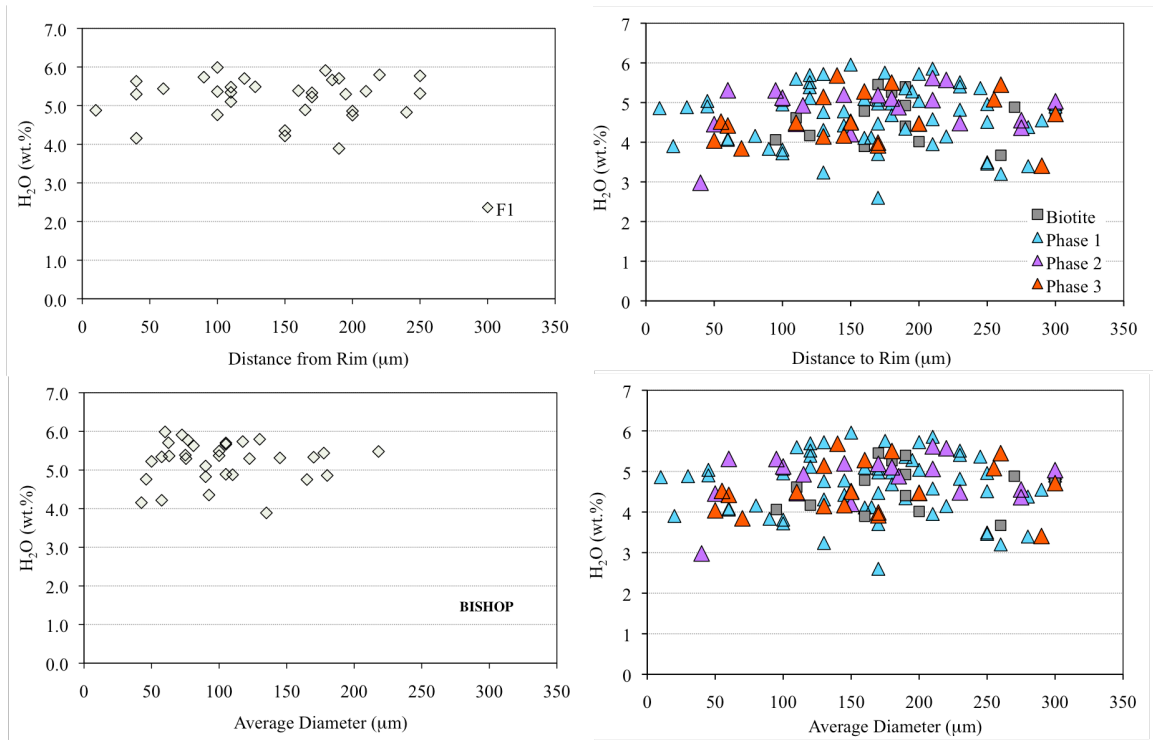 7.0
6.0
5.0
4.0
3.0
2.0
1.0
0.0
H₂O (wt.%)
F1
0 50 100 150 200 250 300 350
Distance from Rim (μm)
7
6
5
4
3
2
1
0
H₂O (wt.%)
Biotite
Phase 1
Phase 2
Phase 3
0 50 100 150 200 250 300 350
Distance to Rim (μm)
7.0
6.0
5.0
4.0
3.0
2.0
1.0
0.0
H₂O (wt.%)
BISHOP
0 50 100 150 200 250 300 350
Average Diameter (μm)
7
6
5
4
3
2
1
0
H₂O (wt.%)
0 50 100 150 200 250 300 350
Average Diameter (μm)